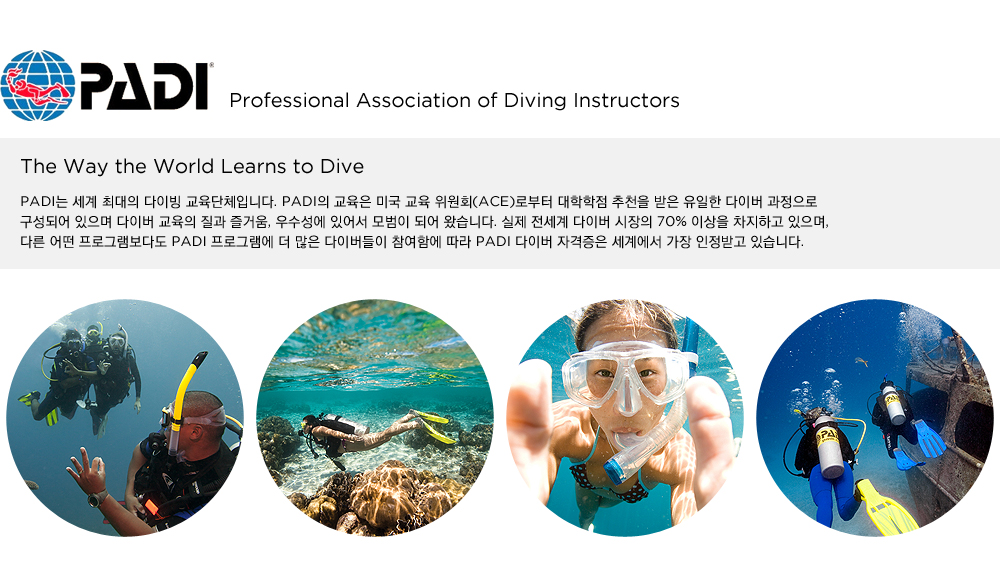 PADI®
Professional Association of Diving Instructors
The Way the World Learns to Dive
PADI는 세계 최대의 다이빙 교육단체입니다. PADI의 교육은 미국 교육 위원회(ACE)로부터 대학학점 추천을 받은 유일한 다이버 과정으로
구성되어 있으며 다이버 교육의 질과 즐거움, 우수성에 있어서 모범이 되어 왔습니다. 실제 전세계 다이버 시장의 70% 이상을 차지하고 있으며,
다른 어떤 프로그램보다도 PADI 프로그램에 더 많은 다이버들이 참여함에 따라 PADI 다이버 자격증은 세계에서 가장 인정받고 있습니다.
PADI
PADI